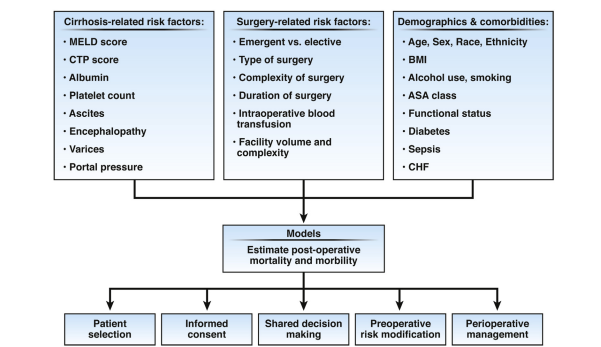 Cirrhosis-related risk factors:
· MELD score
· CTP score
· Albumin
· Platelet count
· Ascites
· Encephalopathy
· Varices
· Portal pressure
Surgery-related risk factors:
· Emergent vs. elective
· Type of surgery
· Complexity of surgery
· Duration of surgery
· Intraoperative blood
transfusion
· Facility volume and
complexity
Demographics & comorbidities:
· Age, Sex, Race, Ethnicity
· BMI
· Alcohol use, smoking
· ASA class
· Functional status
· Diabetes
· Sepsis
· CHF
Models
Estimate post-operative
mortality and morbility
Patient
selection
Informed
consent
Shared decision
making
Preoperative
risk modification
Perioperative
management